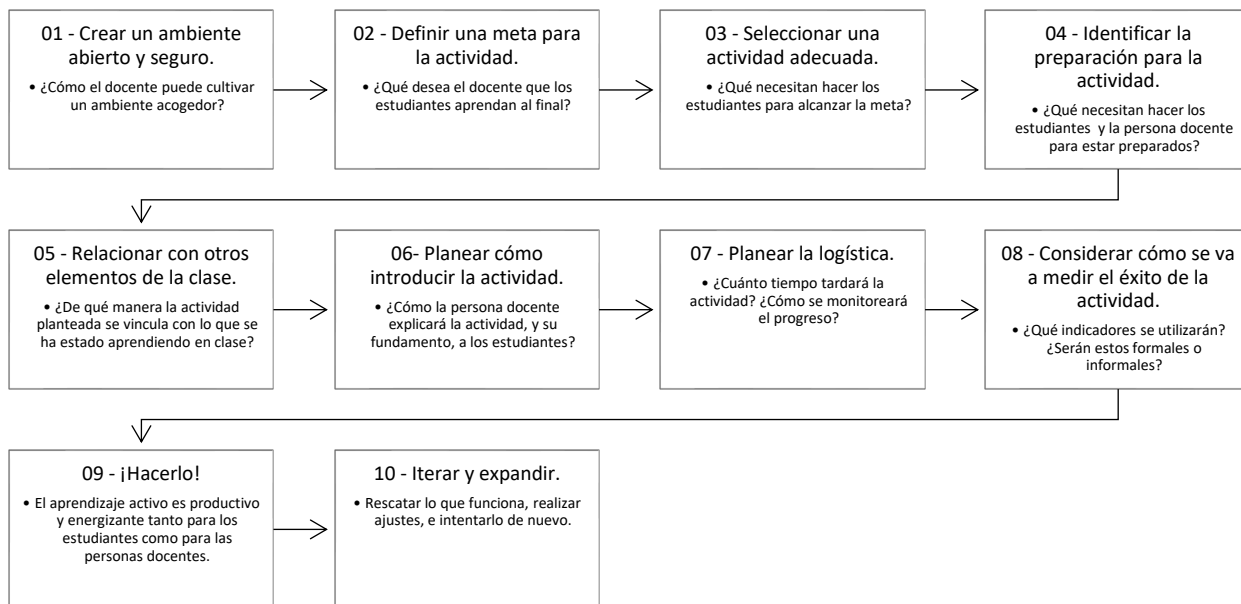 01 - Crear un ambiente
abierto y seguro.
• ¿Cómo el docente puede cultivar
un ambiente acogedor?
02 - Definir una meta para
la actividad.
• ¿Qué desea el docente que los
estudiantes aprendan al final?
03 - Seleccionar una
actividad adecuada.
• ¿Qué necesitan hacer los
estudiantes para alcanzar la meta?
04 - Identificar la
preparación para la
actividad.
• ¿Qué necesitan hacer los
estudiantes y la persona docente
para estar preparados?
05 - Relacionar con otros
elementos de la clase.
• ¿De qué manera la actividad
planteada se vincula con lo que se
ha estado aprendiendo en clase?
06- Planear cómo
introducir la actividad.
• ¿Cómo la persona docente
explicará la actividad, y su
fundamento, a los estudiantes?
07 - Planear la logística.
• ¿Cuánto tiempo tardará la
actividad? ¿Cómo se monitoreará
el progreso?
08 - Considerar cómo se va
a medir el éxito de la
actividad.
• ¿Qué indicadores se utilizarán?
¿Serán estos formales o
informales?
09 - ¡Hacerlo!
• El aprendizaje activo es productivo
y energizante tanto para los
estudiantes como para las
personas docentes.
10 - Iterar y expandir.
• Rescatar lo que funciona, realizar
ajustes, e intentarlo de nuevo.